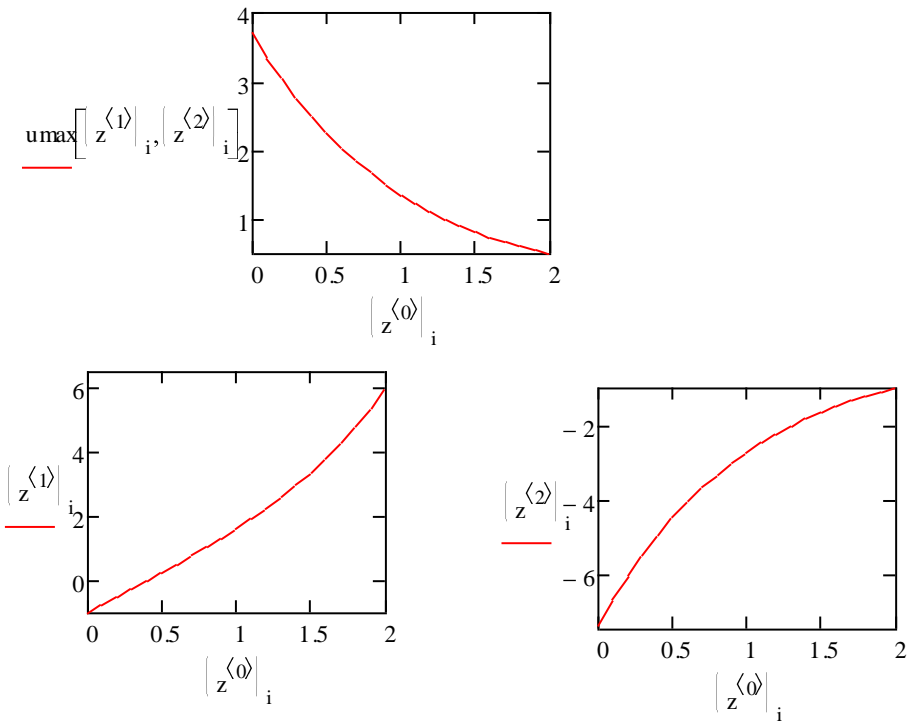 4
3
umax[(z⟨1⟩)i,(z⟨2⟩)i]
2
1
0 0.5 1 1.5 2
(z⟨0⟩)i
6
4
(z⟨1⟩)i
2
0
0 0.5 1 1.5 2
(z⟨0⟩)i
− 2
(z⟨2⟩)i
− 4
− 6
0 0.5 1 1.5 2
(z⟨0⟩)i